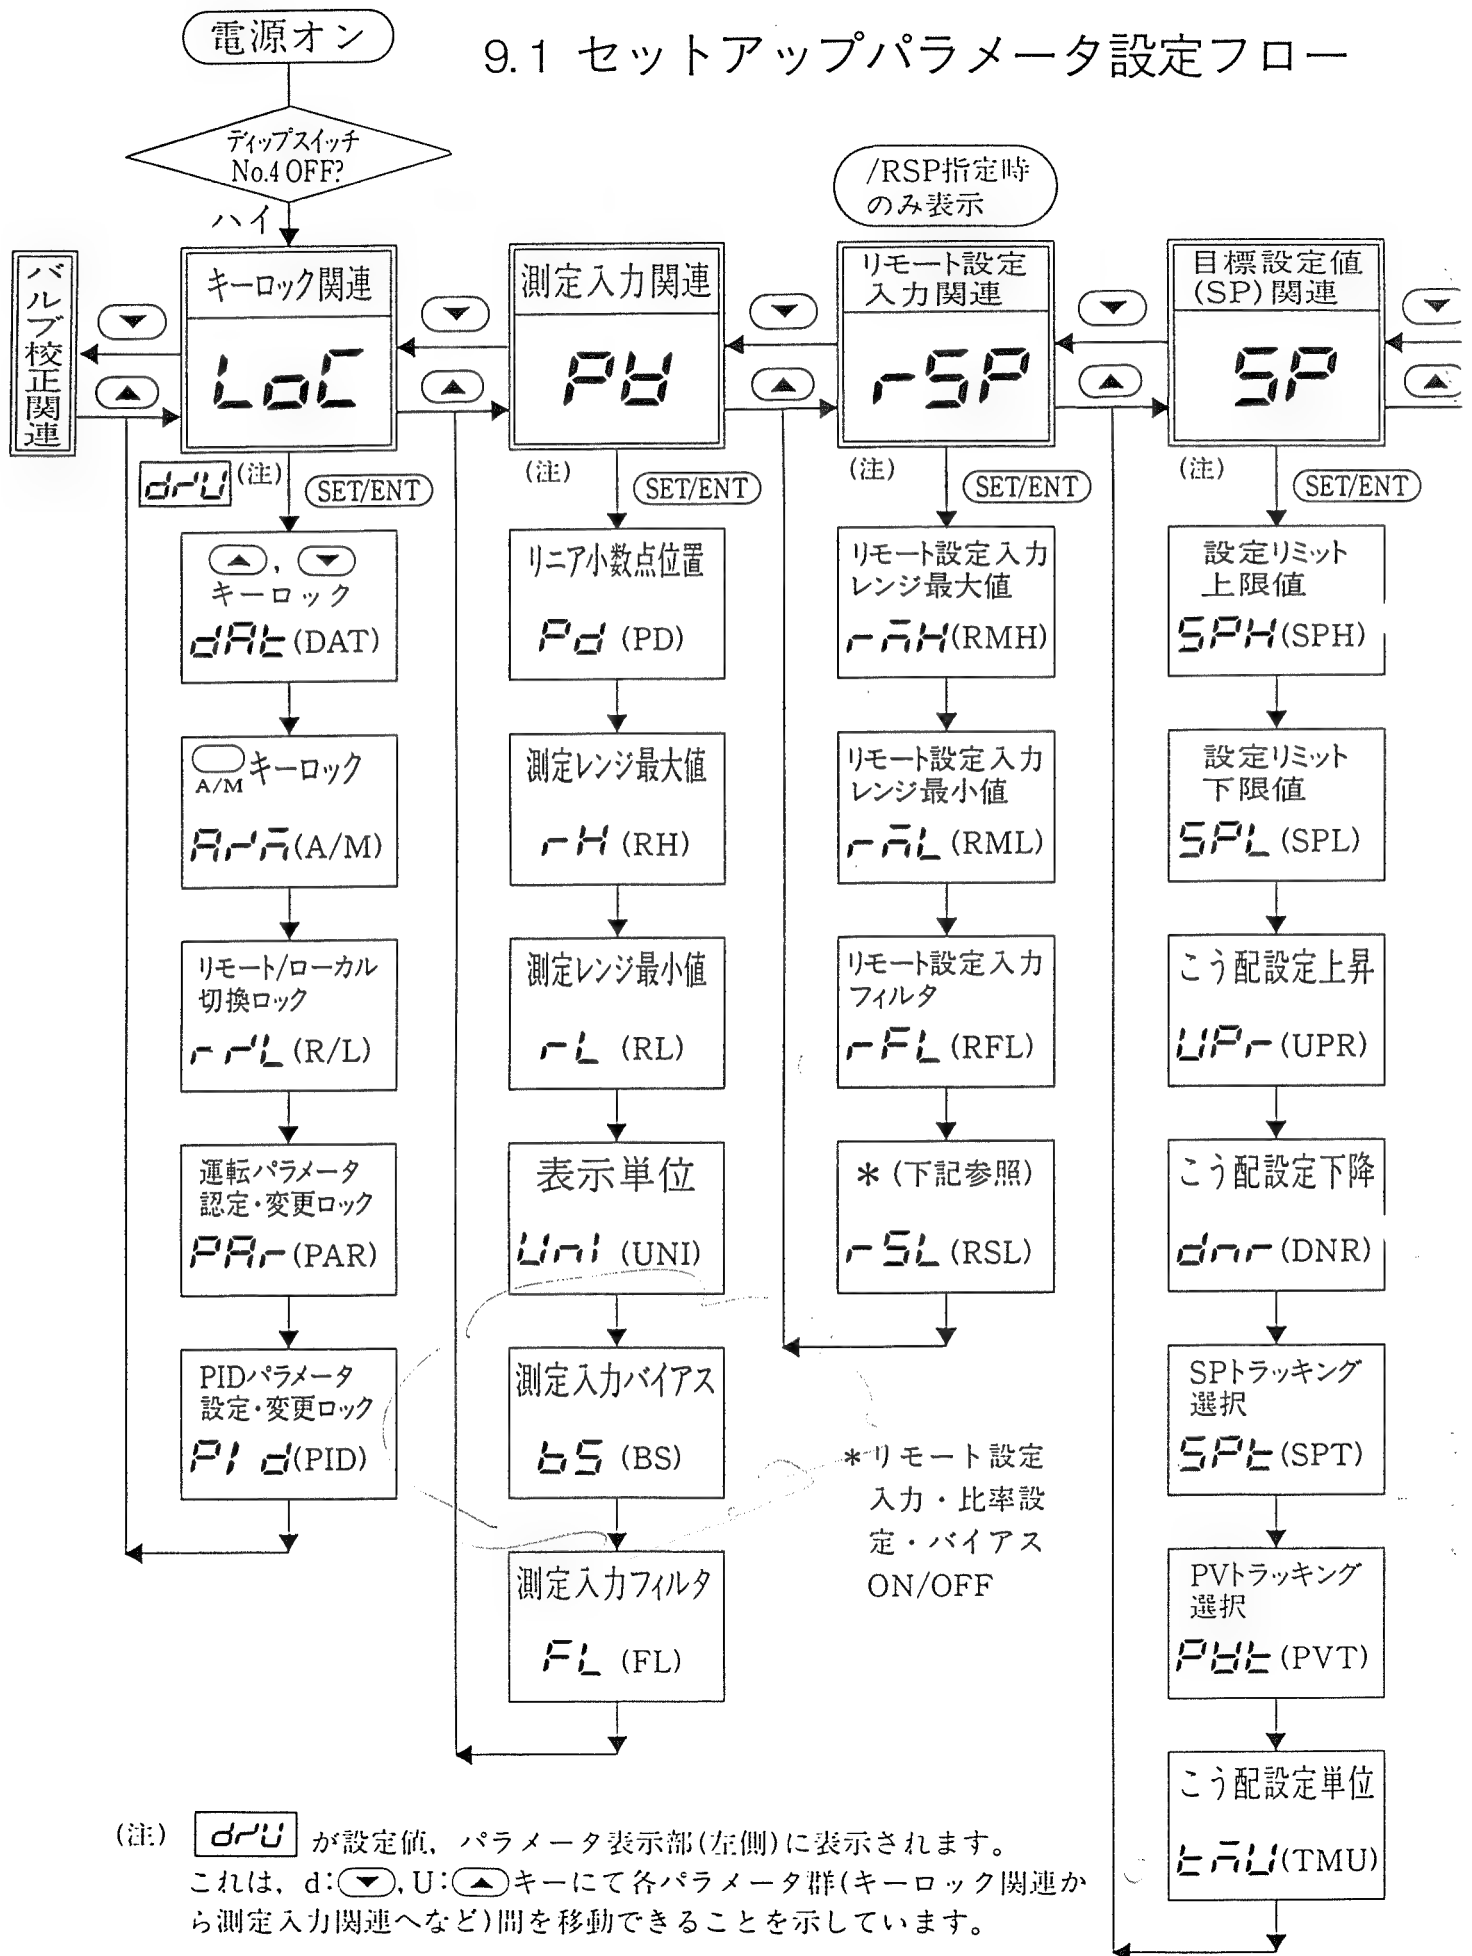 電源オン
9.1 セットアップパラメータ設定フロー
ディップスイッチ
No.4 OFF?
ハイ
/RSP指定時
のみ表示
バルブ校正関連
キーロック関連
LoC
測定入力関連
PV
リモート設定
入力関連
rSP
目標設定値
(SP)関連
SP
d/U
(注)
SET/ENT
(注)
SET/ENT
(注)
SET/ENT
(注)
SET/ENT
,
キーロック
dAt(DAT)
A/M キーロック
A/M(A/M)
リモート/ローカル
切換ロック
r/L(R/L)
運転パラメータ
認定・変更ロック
PAr(PAR)
PIDパラメータ
設定・変更ロック
PId(PID)
リニア小数点位置
Pd (PD)
測定レンジ最大値
rH (RH)
測定レンジ最小値
rL (RL)
表示単位
Uni (UNI)
測定入力バイアス
bS (BS)
測定入力フィルタ
FL (FL)
リモート設定入力
レンジ最大値
rMH(RMH)
リモート設定入力
レンジ最小値
rML(RML)
リモート設定入力
フィルタ
rFL(RFL)
*(下記参照)
rSL(RSL)
*リモート設定
入力・比率設
定・バイアス
ON/OFF
設定リミット
上限値
SPH(SPH)
設定リミット
下限値
SPL(SPL)
こう配設定上昇
UPr(UPR)
こう配設定下降
dnr(DNR)
SPトラッキング
選択
SPt(SPT)
PVトラッキング
選択
PVt(PVT)
こう配設定単位
tMU(TMU)
(注) d/U が設定値,パラメータ表示部(左側)に表示されます。
これは,d:▼,U:▲キーにて各パラメータ群(キーロック関連か
ら測定入力関連へなど)間を移動できることを示しています。